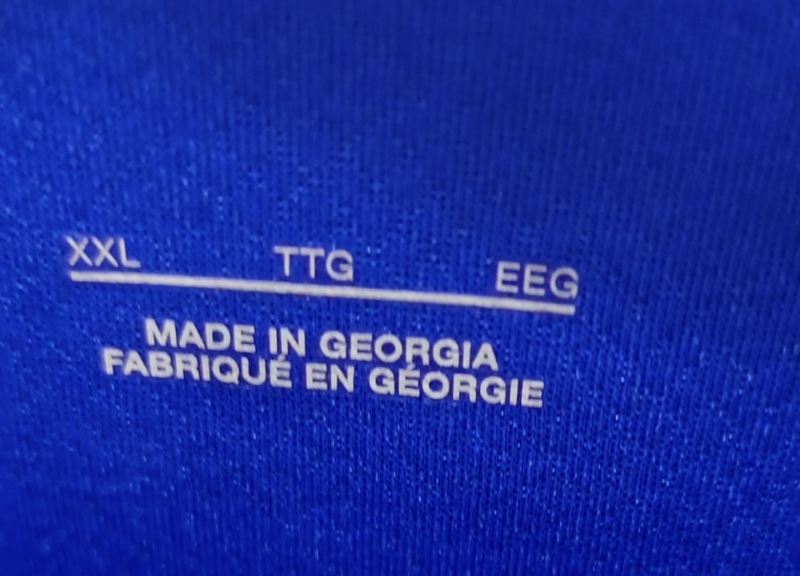 XXL TTG EEG
MADE IN GEORGIA
FABRIQUÉ EN GÉORGIE